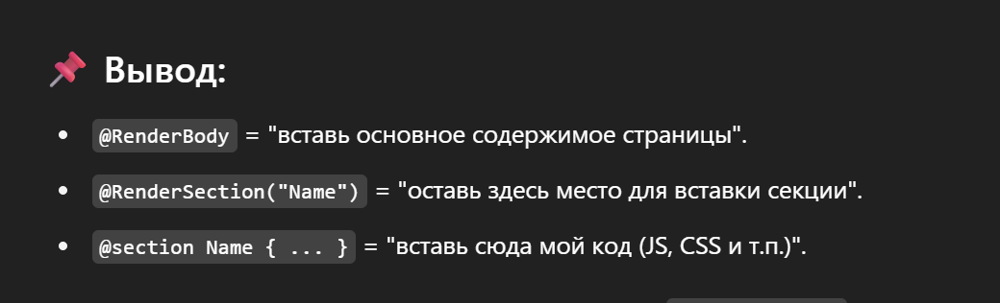 📌 Вывод:
• @RenderBody = "вставь основное содержимое страницы".
• @RenderSection("Name") = "оставь здесь место для вставки секции".
• @section Name { ... } = "вставь сюда мой код (JS, CSS и т.п.)".